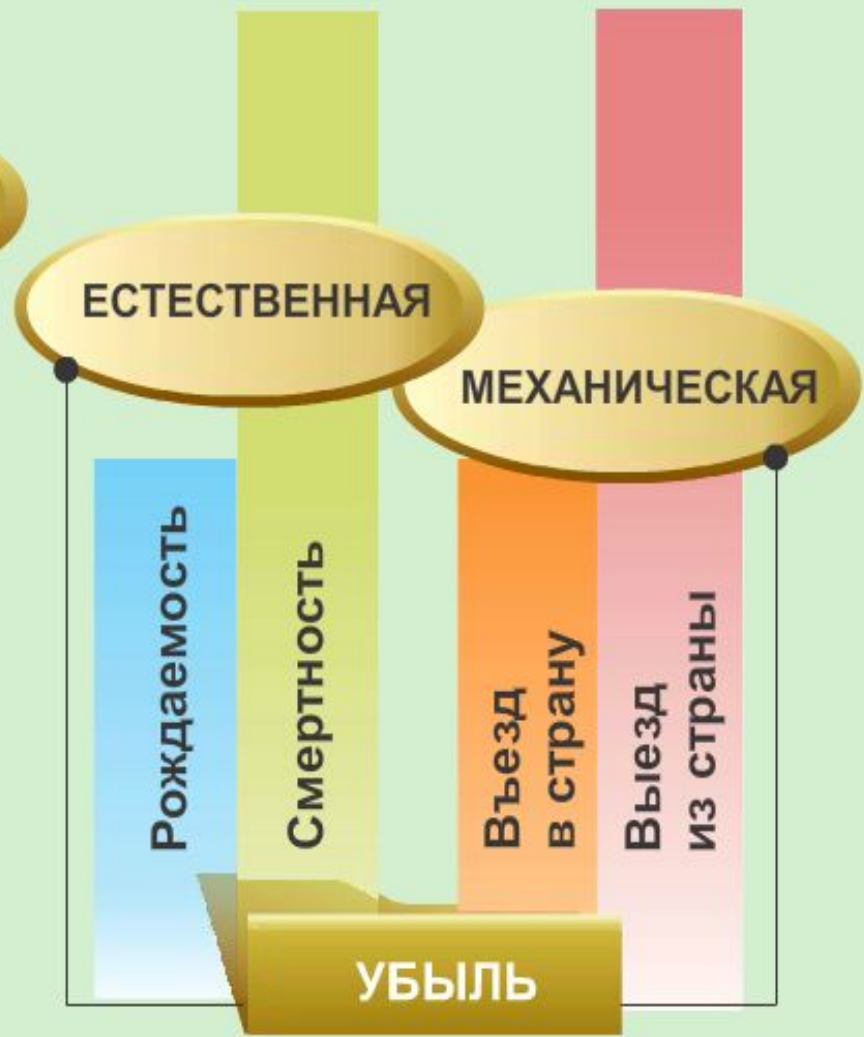 ЕСТЕСТВЕННАЯ
МЕХАНИЧЕСКАЯ
Рождаемость
Смертность
Въезд
в страну
Выезд
из страны
УБЫЛЬ